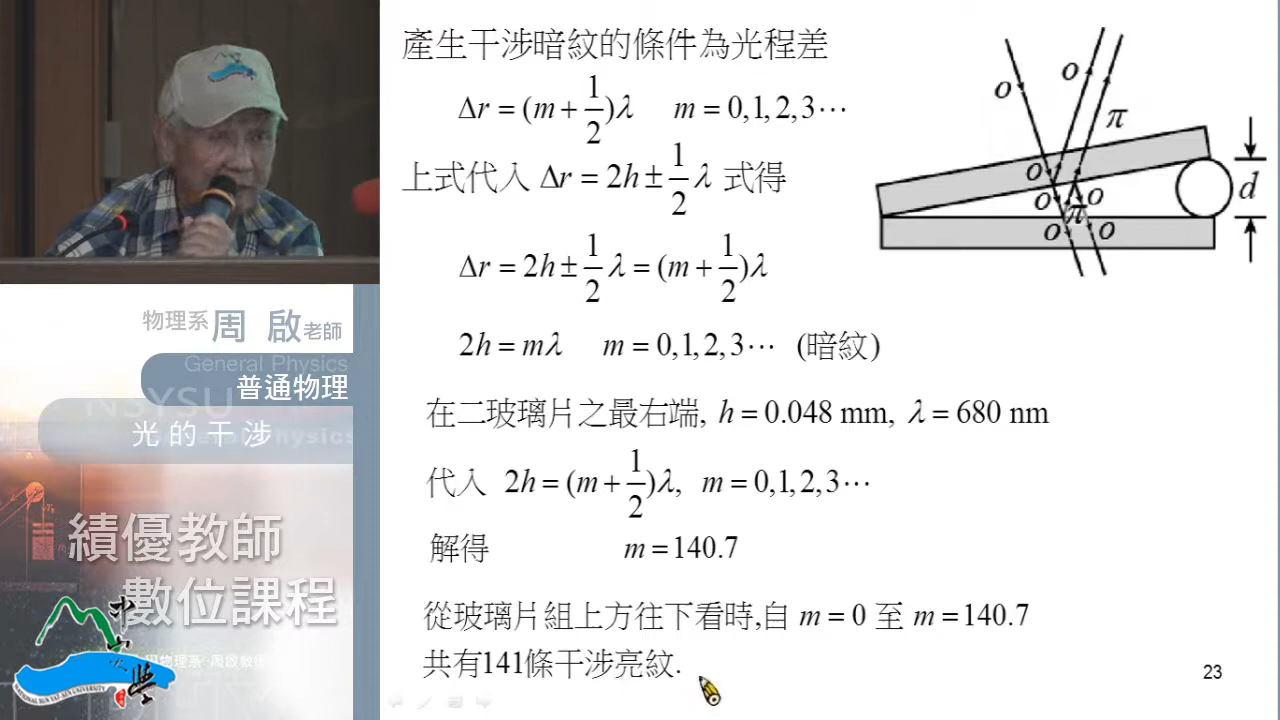 產生干涉暗紋的條件為光程差
Δr = (m + 1/2)λ m = 0,1,2,3⋯
上式代入 Δr = 2h ± 1/2 λ 式得
Δr = 2h ± 1/2 λ = (m + 1/2)λ
2h = mλ m = 0,1,2,3⋯ (暗紋)
在二玻璃片之最右端, h = 0.048 mm, λ = 680 nm
代入 2h = (m + 1/2)λ, m = 0,1,2,3⋯
解得 m = 140.7
從玻璃片組上方往下看時,自 m = 0 至 m = 140.7
共有141條干涉亮紋.
23
o
o
π
o
o
π
o
o
o
d
物理系周 啟老師
General Physics
普通物理
NSYSU
光的干涉
績優教師
數位課程
中山大學